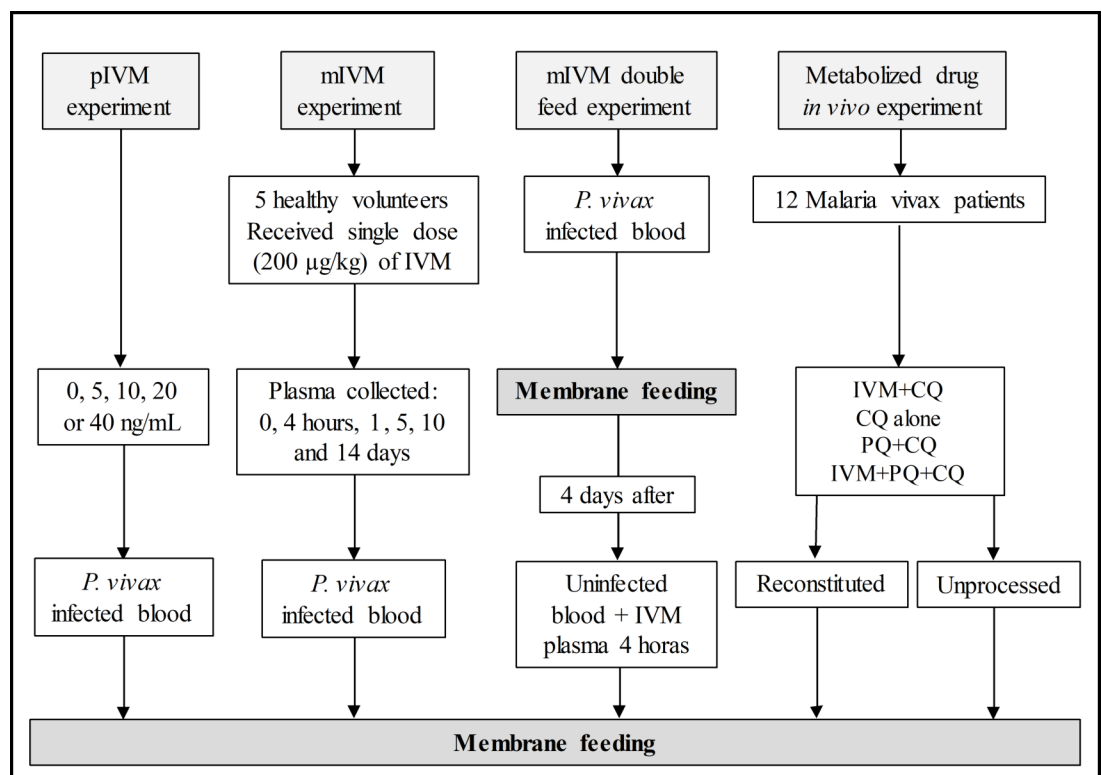 pIVM
experiment
mIVM
experiment
mIVM double
feed experiment
Metabolized drug
in vivo experiment
5 healthy volunteers
Received single dose
(200 µg/kg) of IVM
P. vivax
infected blood
12 Malaria vivax patients
0, 5, 10, 20
or 40 ng/mL
Plasma collected:
0, 4 hours, 1, 5, 10
and 14 days
Membrane feeding
IVM+CQ
CQ alone
PQ+CQ
IVM+PQ+CQ
4 days after
P. vivax
infected blood
P. vivax
infected blood
Uninfected
blood + IVM
plasma 4 horas
Reconstituted
Unprocessed
Membrane feeding